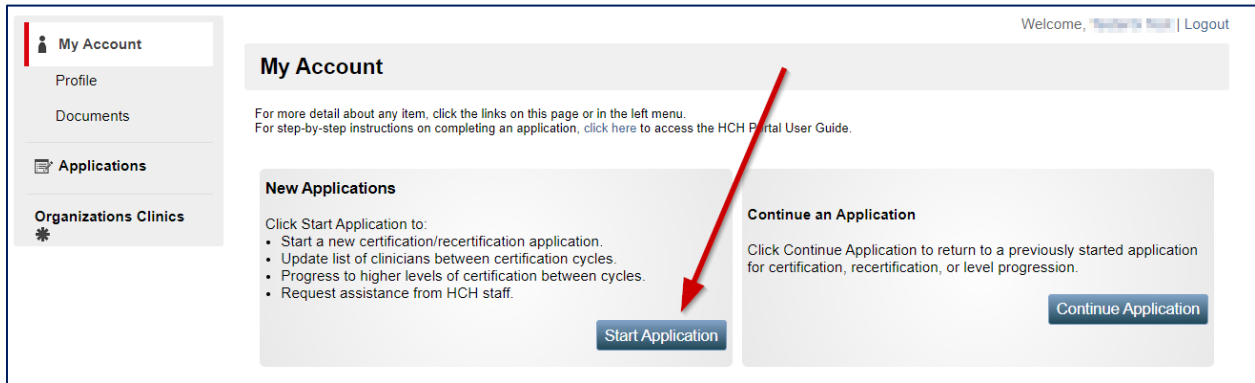 Welcome, | Logout
My Account
Profile
Documents
Applications
Organizations Clinics
My Account
For more detail about any item, click the links on this page or in the left menu.
For step-by-step instructions on completing an application, click here to access the HCH Portal User Guide.
New Applications
Click Start Application to:
• Start a new certification/recertification application.
• Update list of clinicians between certification cycles.
• Progress to higher levels of certification between cycles.
• Request assistance from HCH staff.
Start Application
Continue an Application
Click Continue Application to return to a previously started application
for certification, recertification, or level progression.
Continue Application